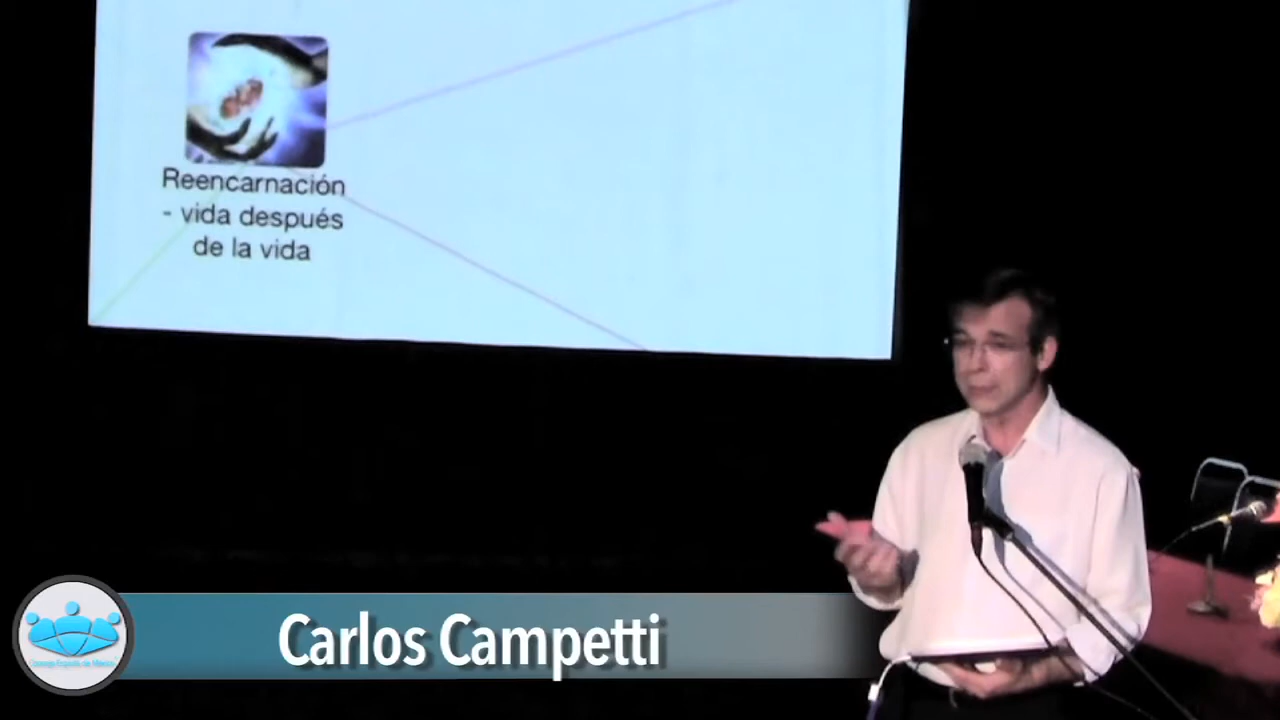 Reencarnación
- vida después
de la vida
Carlos Campetti